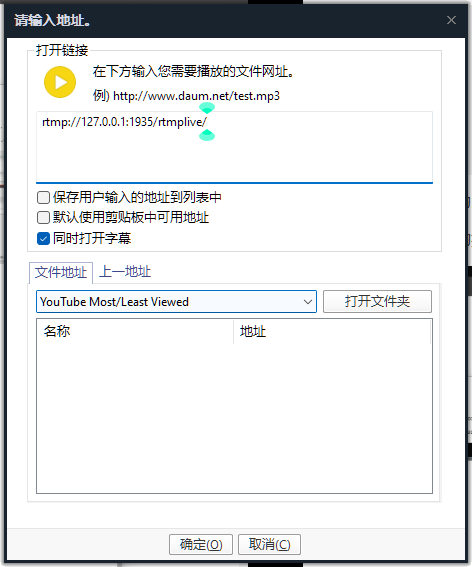 请输入地址。
打开链接
在下方输入您需要播放的文件网址。
例) http://www.daum.net/test.mp3
rtmp://127.0.0.1:1935/rtmplive/
保存用户输入的地址到列表中
默认使用剪贴板中可用地址
同时打开字幕
文件地址 上一地址
YouTube Most/Least Viewed 打开文件夹
名称 地址
确定(O) 取消(C)